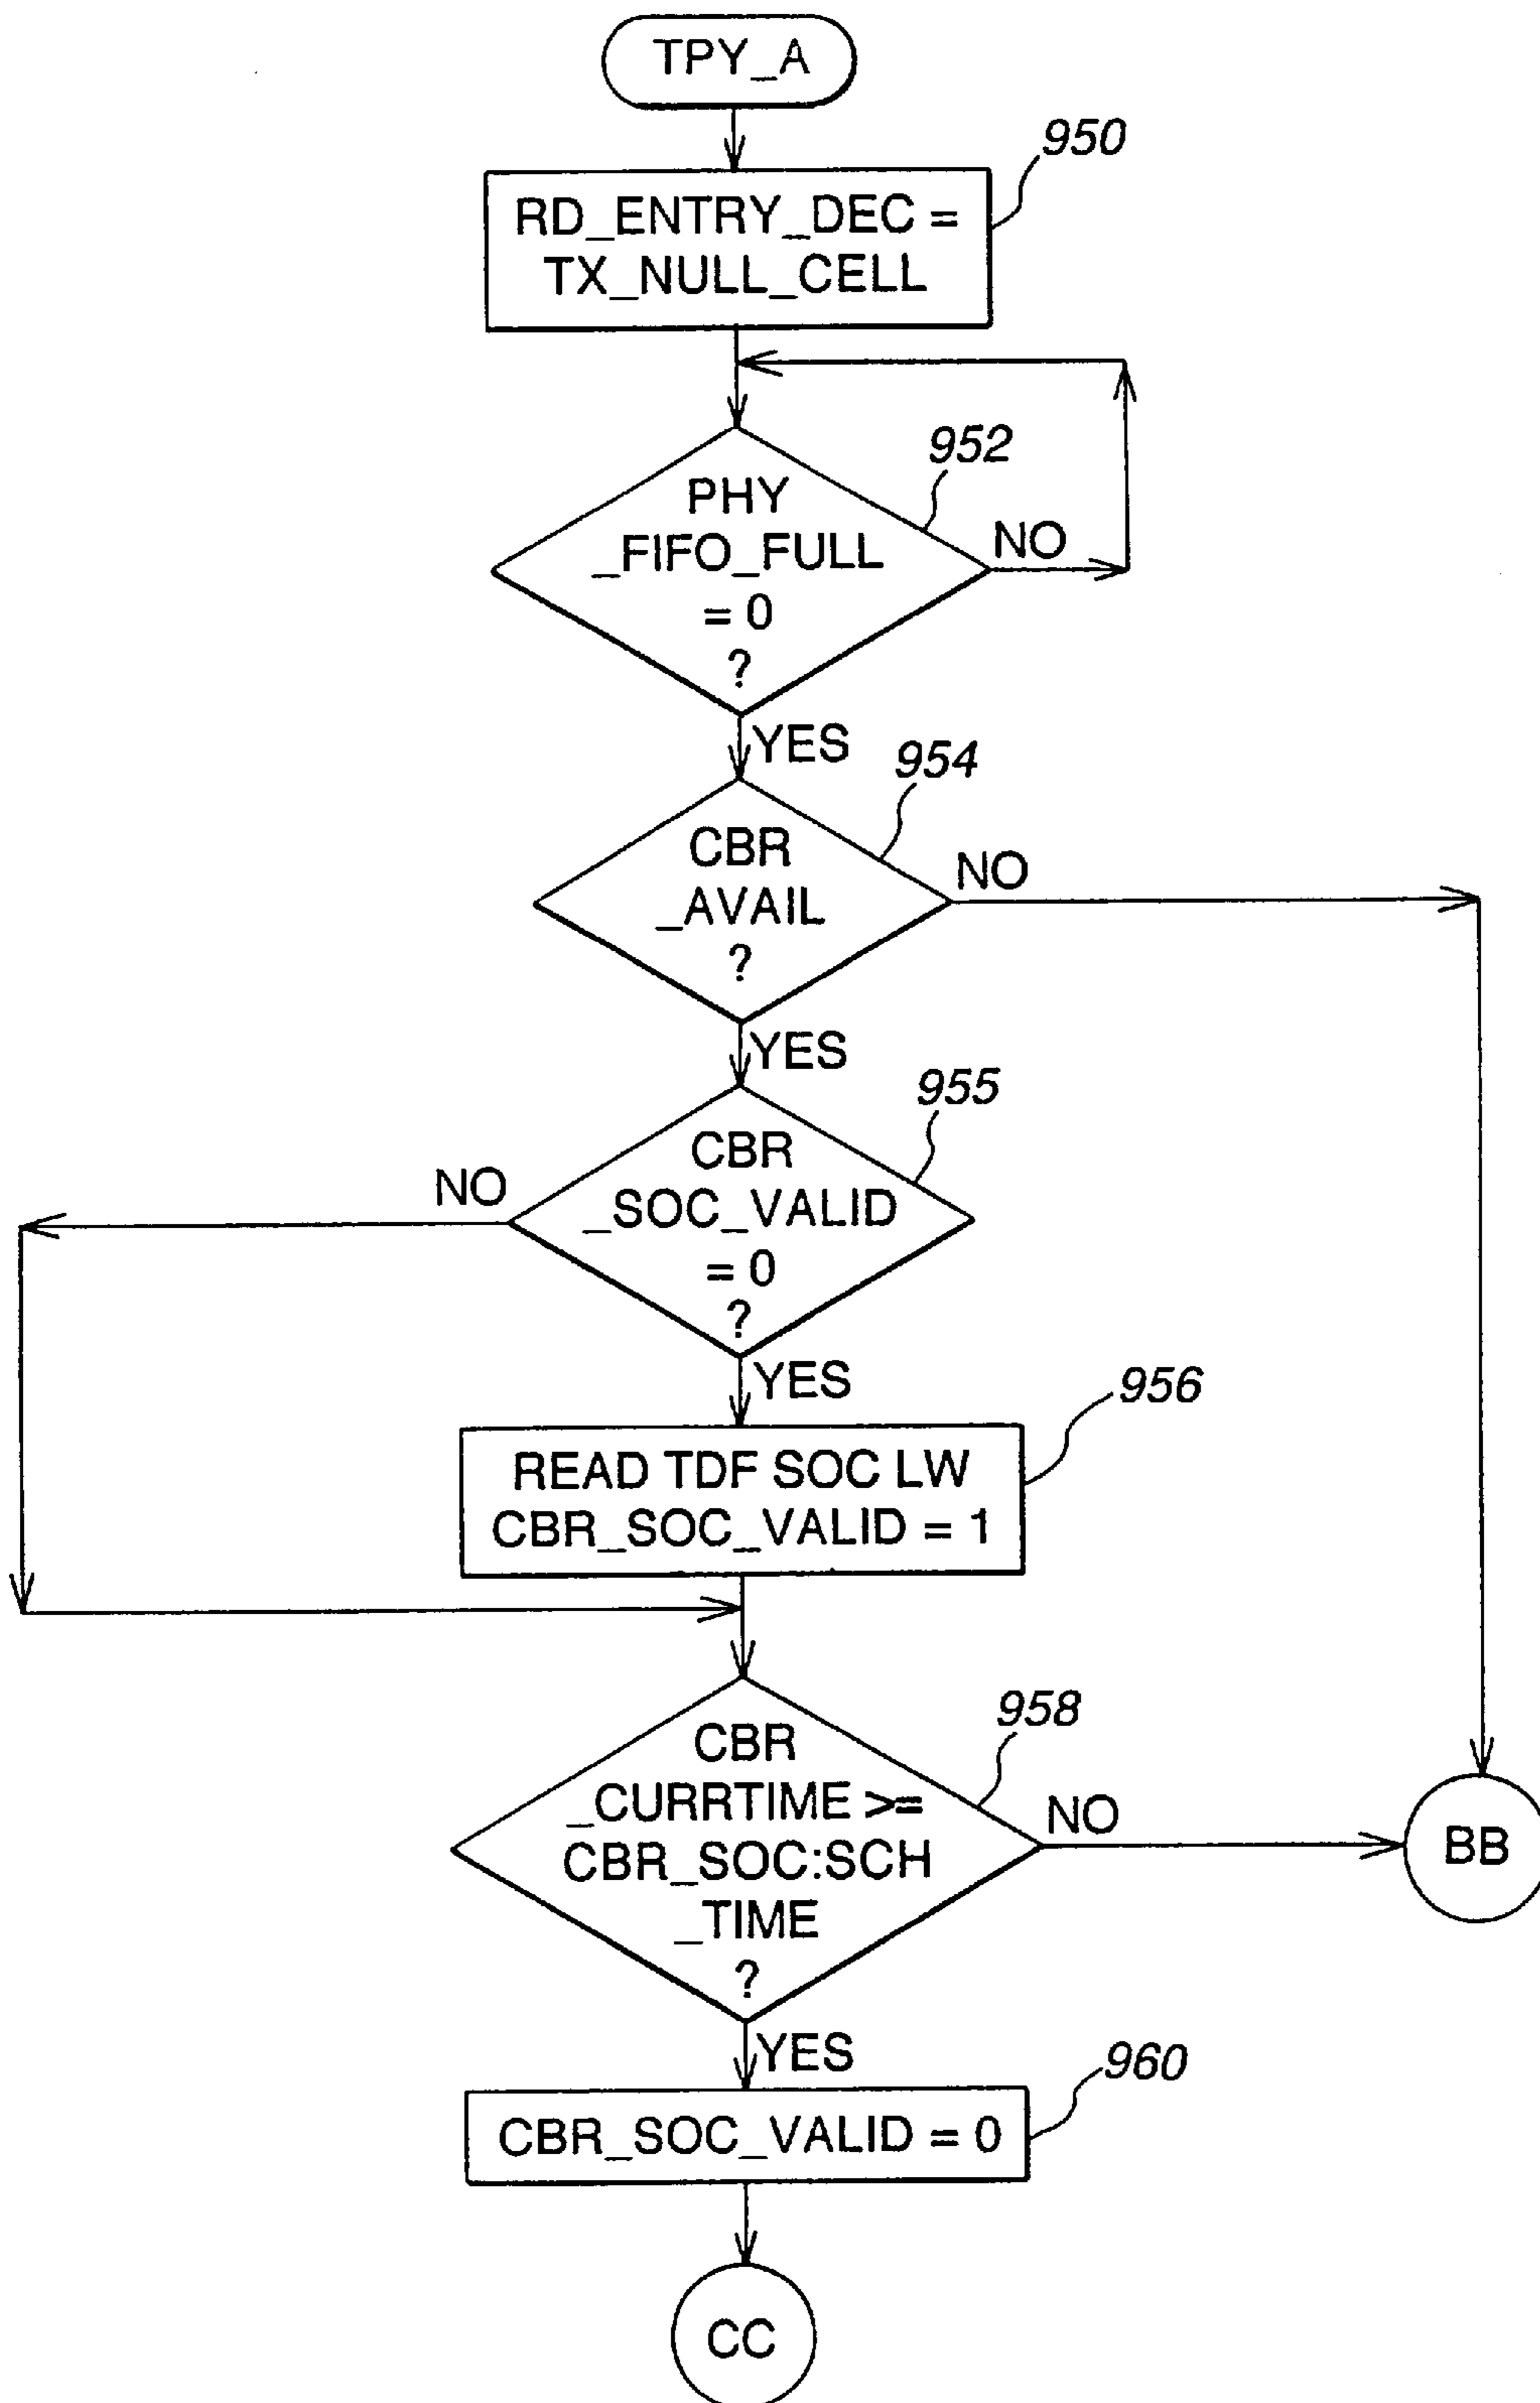 TPY_A
950
RD_ENTRY_DEC =
TX_NULL_CELL
952
PHY
_FIFO_FULL
= 0
?
NO
YES
954
CBR
_AVAIL
?
NO
YES
955
CBR
_SOC_VALID
= 0
?
NO
YES
956
READ TDF SOC LW
CBR_SOC_VALID = 1
958
CBR
_CURRTIME >=
CBR_SOC:SCH
_TIME
?
NO
BB
YES
960
CBR_SOC_VALID = 0
CC